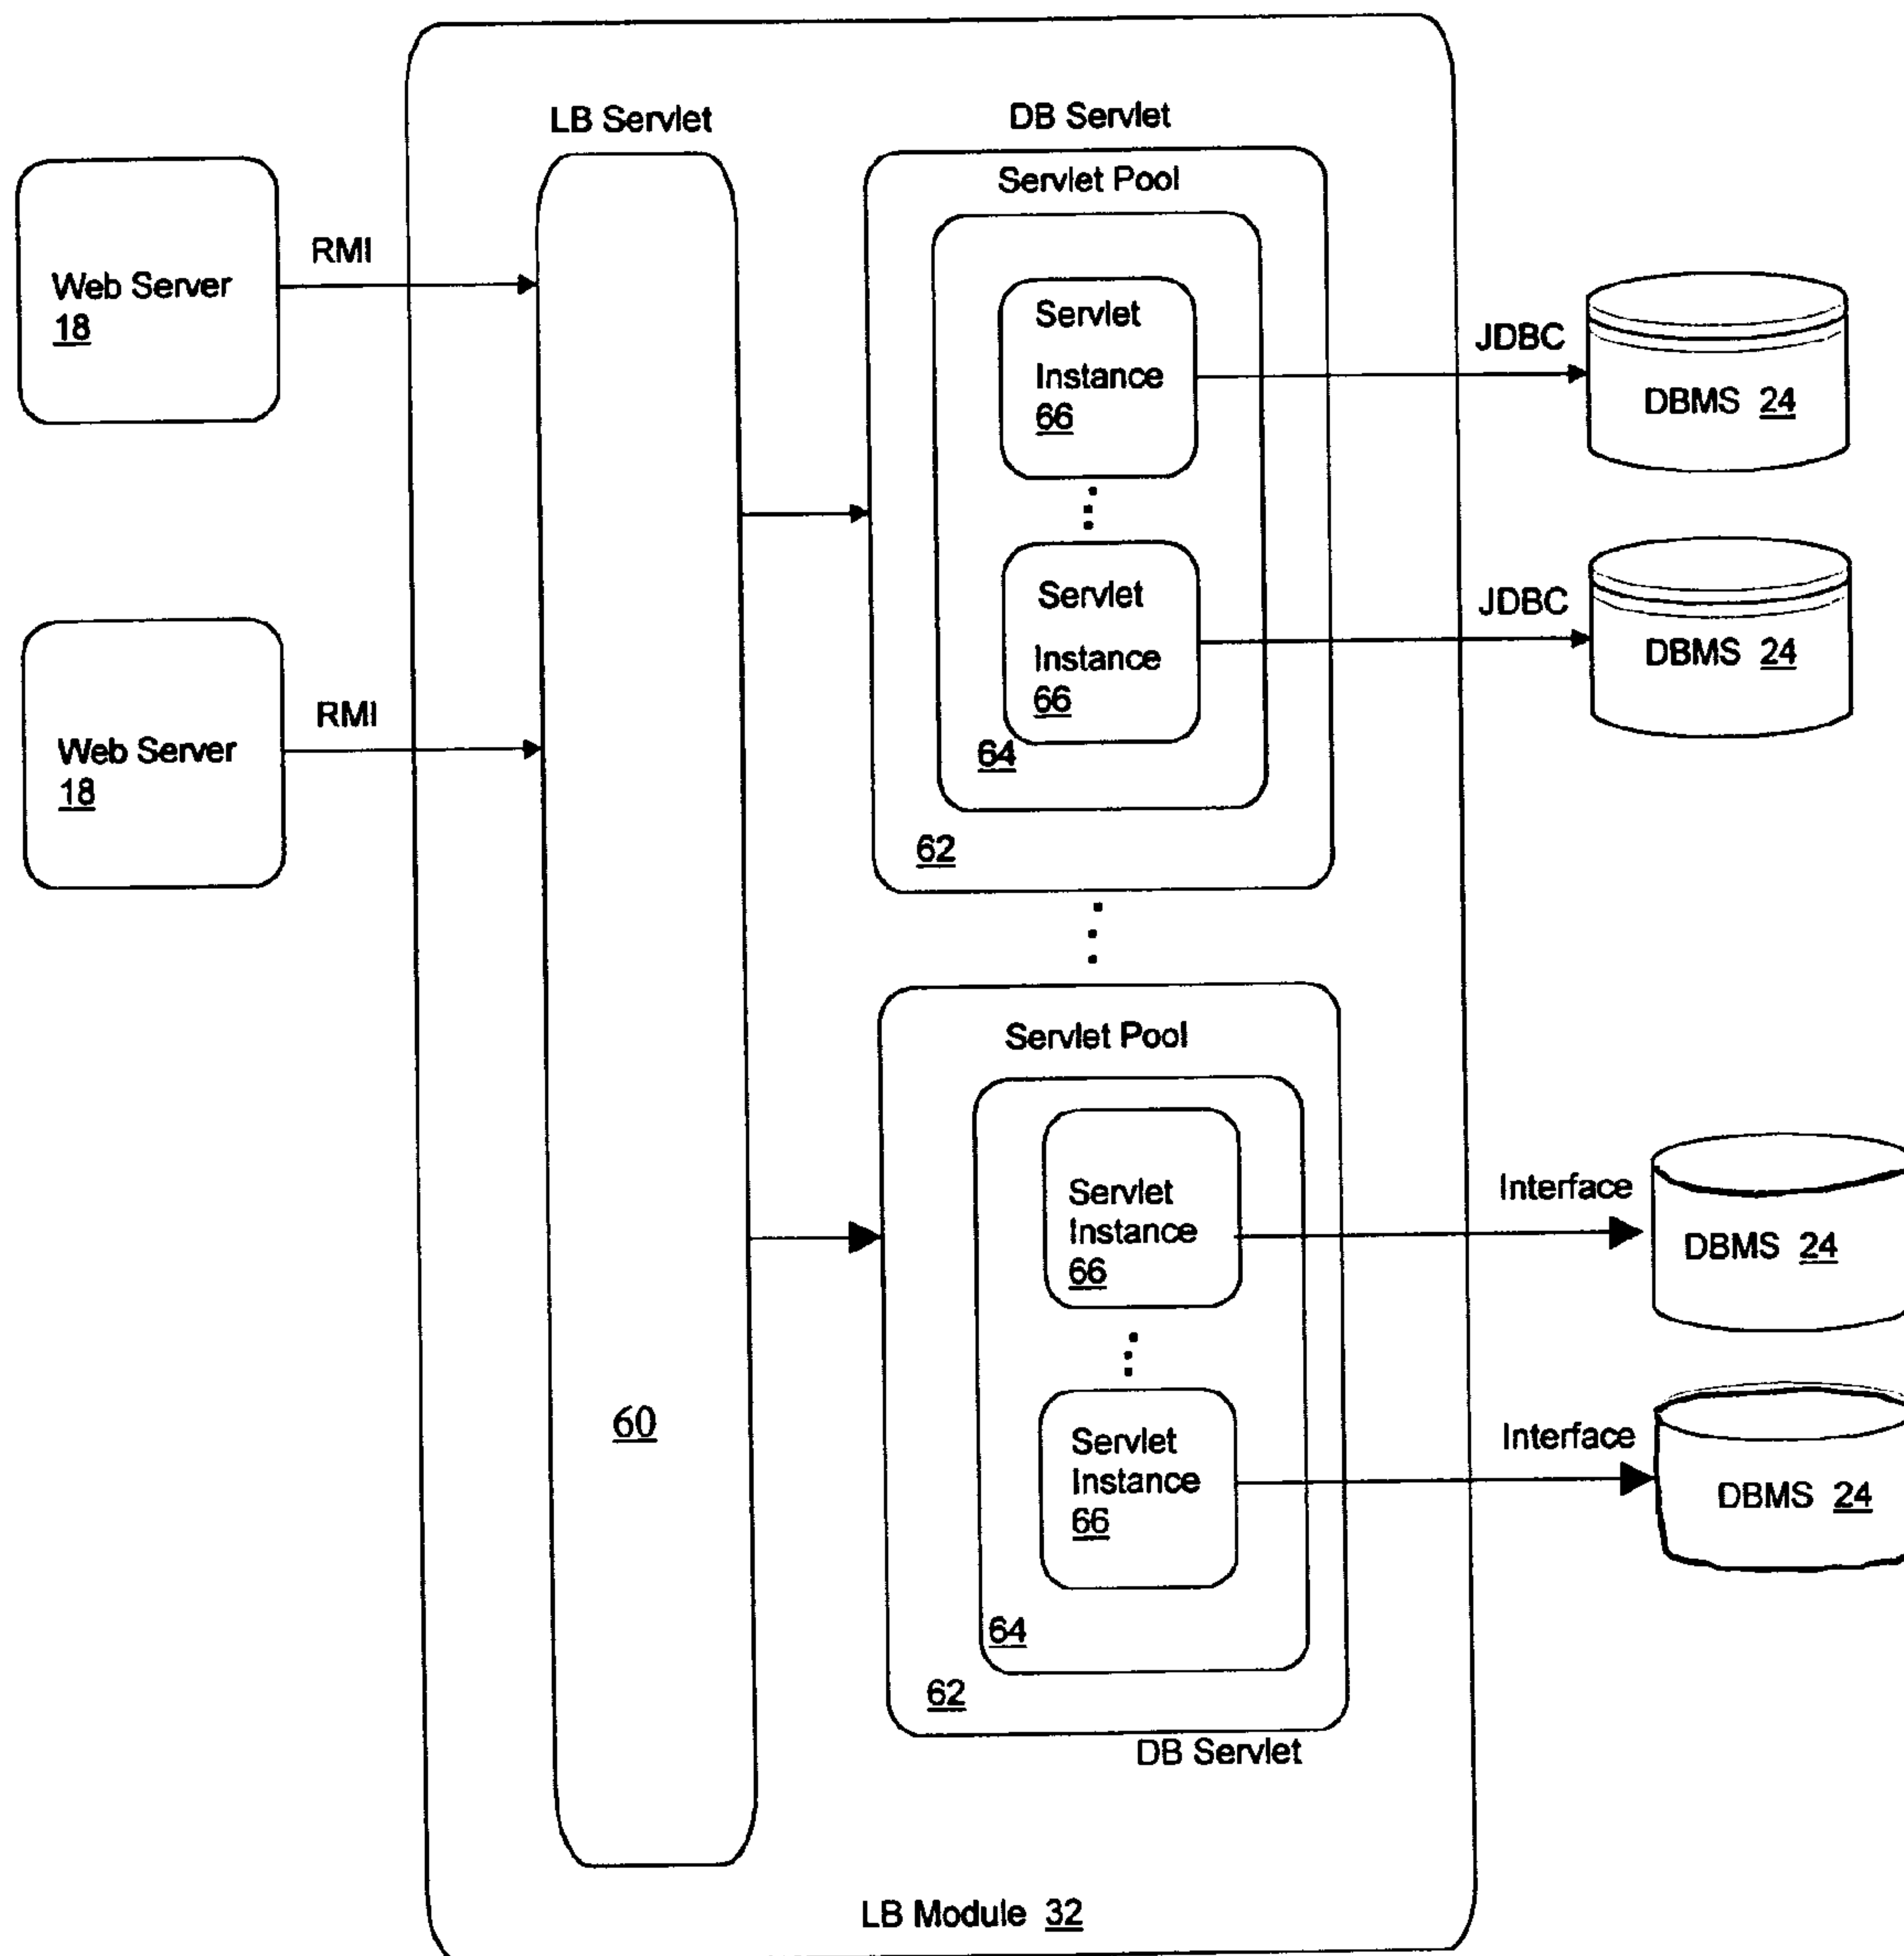 LB Servlet
DB Servlet
Servlet Pool
Web Server
18
RMI
Servlet
Instance
66
JDBC
DBMS 24
Servlet
Instance
66
JDBC
DBMS 24
64
Web Server
18
RMI
62
Servlet Pool
Servlet
Instance
66
Interface
DBMS 24
60
Servlet
Instance
66
Interface
DBMS 24
64
62
DB Servlet
LB Module 32